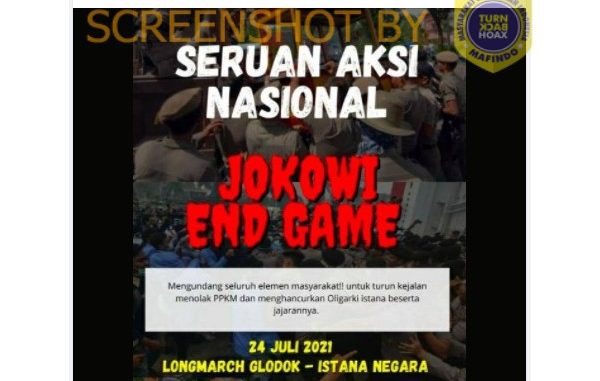 SCREENSHOT BY
TURN
BACK
HOAX
MAFINDO
SERUAN AKSI
NASIONAL
JOKOWI
END GAME
Mengundang seluruh elemen masyarakat!! untuk turun kejalan
menolak PPKM dan menghancurkan Oligarki istana beserta
jajarannya.
24 JULI 2021
LONGMARCH GLODOK – ISTANA NEGARA